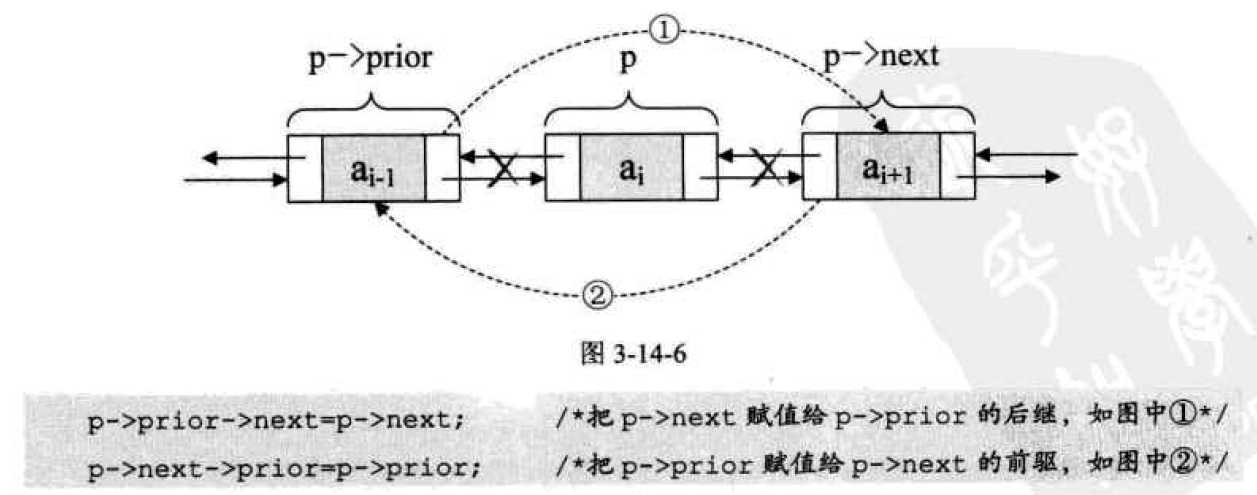 ①
p->prior
p
p->next
a_{i-1}
a_i
a_{i+1}
②
图 3-14-6
p->prior->next=p->next; /*把 p->next 赋值给 p->prior 的后继，如图中①*/
p->next->prior=p->prior; /*把 p->prior 赋值给 p->next 的前驱，如图中②*/